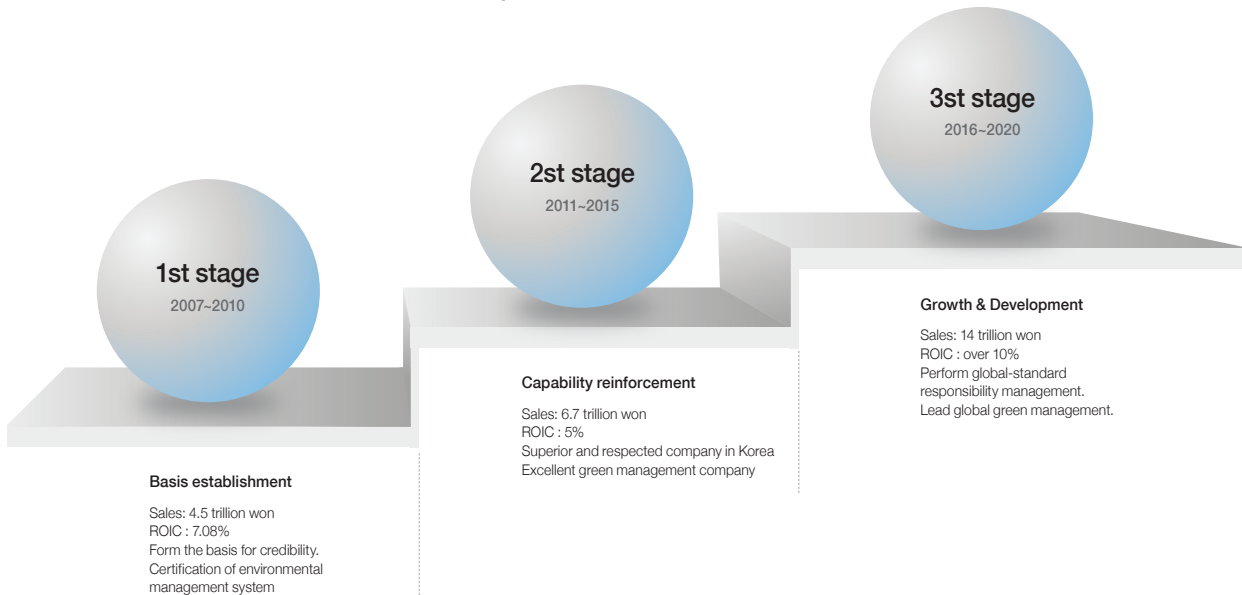 1st stage
2007~2010
Basis establishment
Sales: 4.5 trillion won
ROIC : 7.08%
Form the basis for credibility.
Certification of environmental
management system
2st stage
2011~2015
Capability reinforcement
Sales: 6.7 trillion won
ROIC : 5%
Superior and respected company in Korea
Excellent green management company
3st stage
2016~2020
Growth & Development
Sales: 14 trillion won
ROIC : over 10%
Perform global-standard
responsibility management.
Lead global green management.